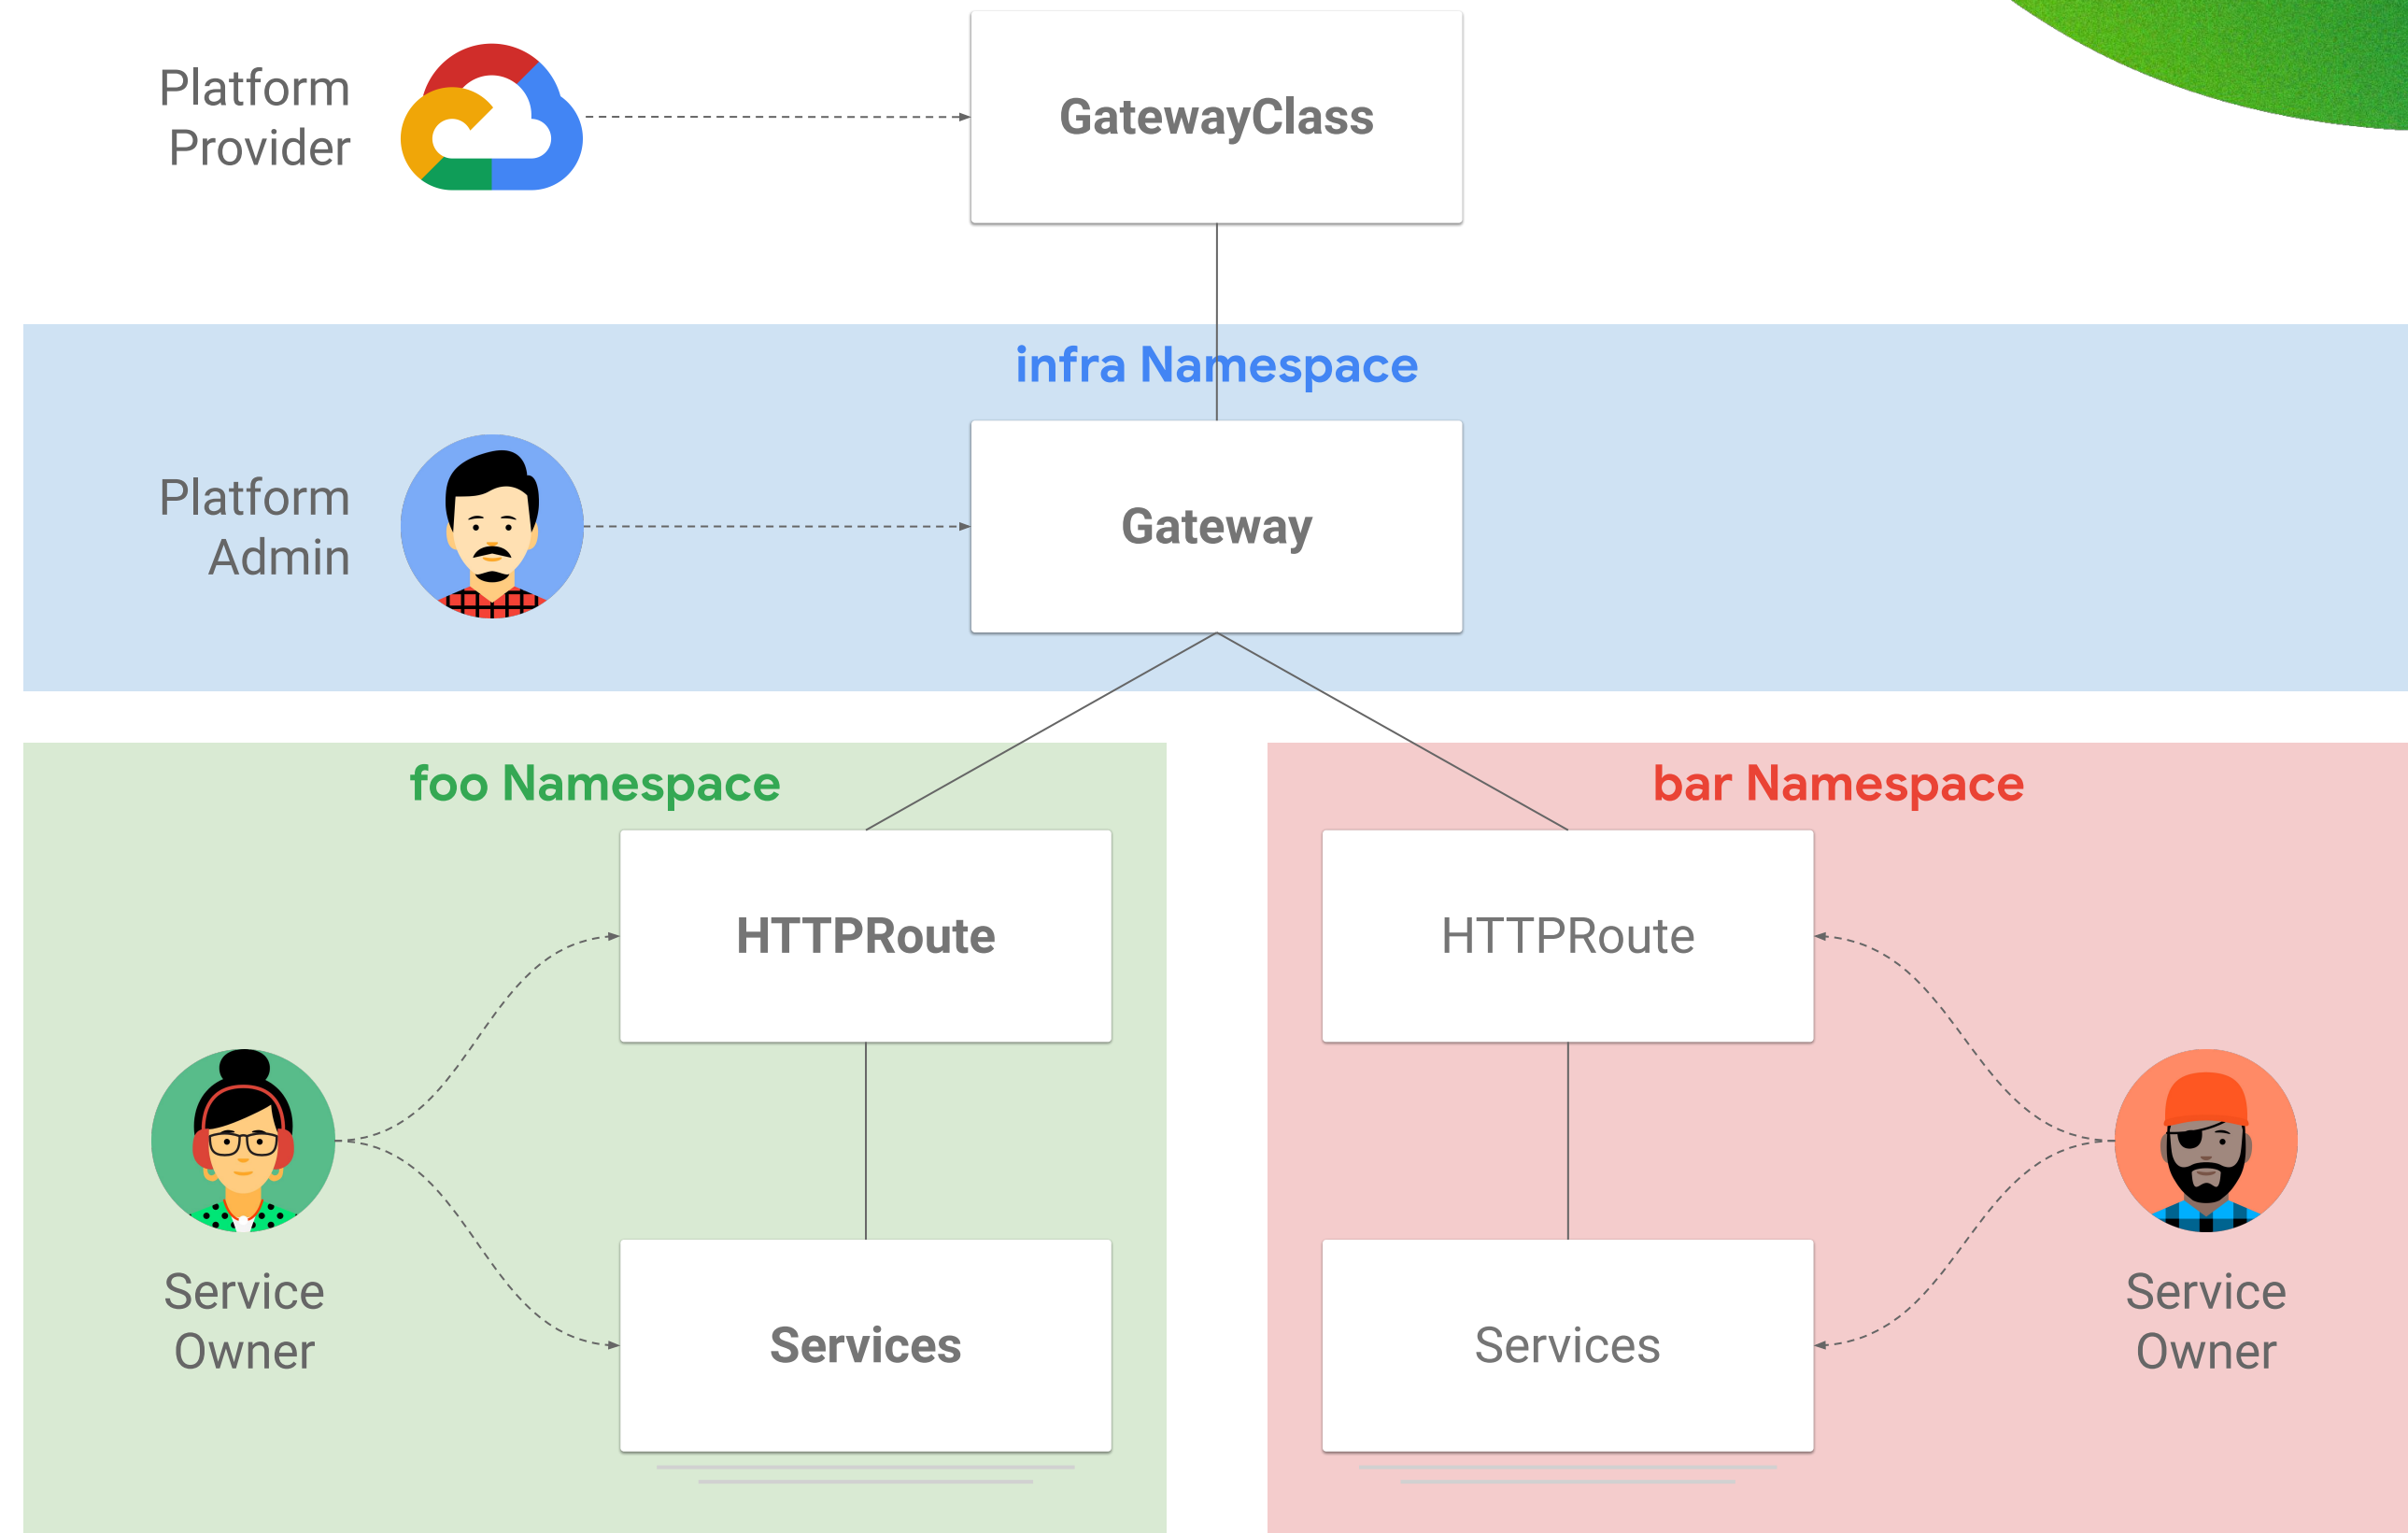 Platform
Provider
GatewayClass
infra Namespace
Platform
Admin
Gateway
foo Namespace
bar Namespace
HTTPRoute
HTTPRoute
Service
Owner
Services
Services
Service
Owner